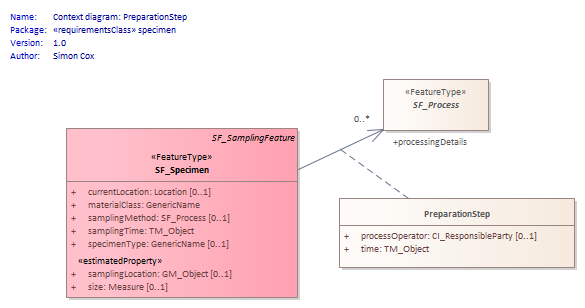 Name: Context diagram: PreparationStep
Package: «requirementsClass» specimen
Version: 1.0
Author: Simon Cox
«FeatureType»
SF_Process
0..*
+processingDetails
SF_SamplingFeature
«FeatureType»
SF_Specimen
+ currentLocation: Location [0..1]
+ materialClass: GenericName
+ samplingMethod: SF_Process [0..1]
+ samplingTime: TM_Object
+ specimenType: GenericName [0..1]
«estimatedProperty»
+ samplingLocation: GM_Object [0..1]
+ size: Measure [0..1]
PreparationStep
+ processOperator: CI_ResponsibleParty [0..1]
+ time: TM_Object